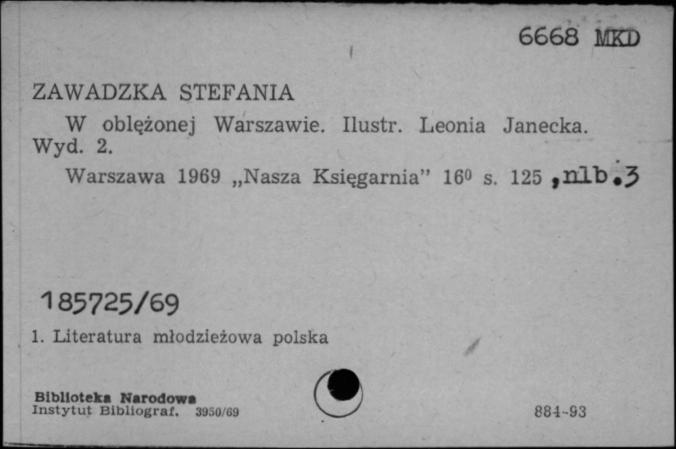 6668 MKD
ZAWADZKA STEFANIA
W oblężonej Warszawie. Ilustr. Leonia Janecka.
Wyd. 2.
Warszawa 1969 „Nasza Księgarnia” 16⁰ s. 125 ,nlb.3
185725/69
1. Literatura młodzieżowa polska
Biblioteka Narodowa
Instytut Bibliograf. 3950/69
884-93